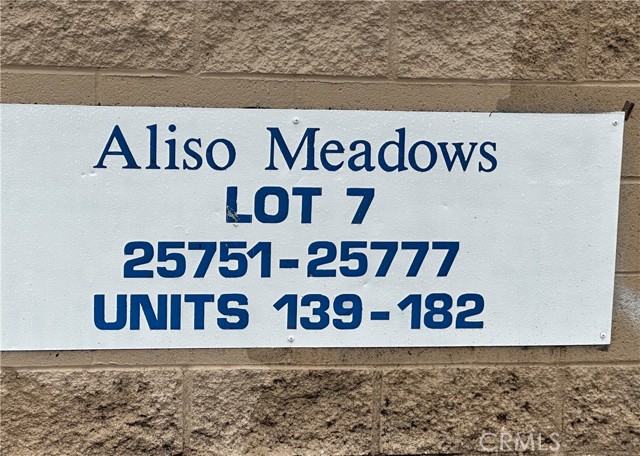 Aliso Meadows
LOT 7
25751-25777
UNITS 139-182
CRMLS